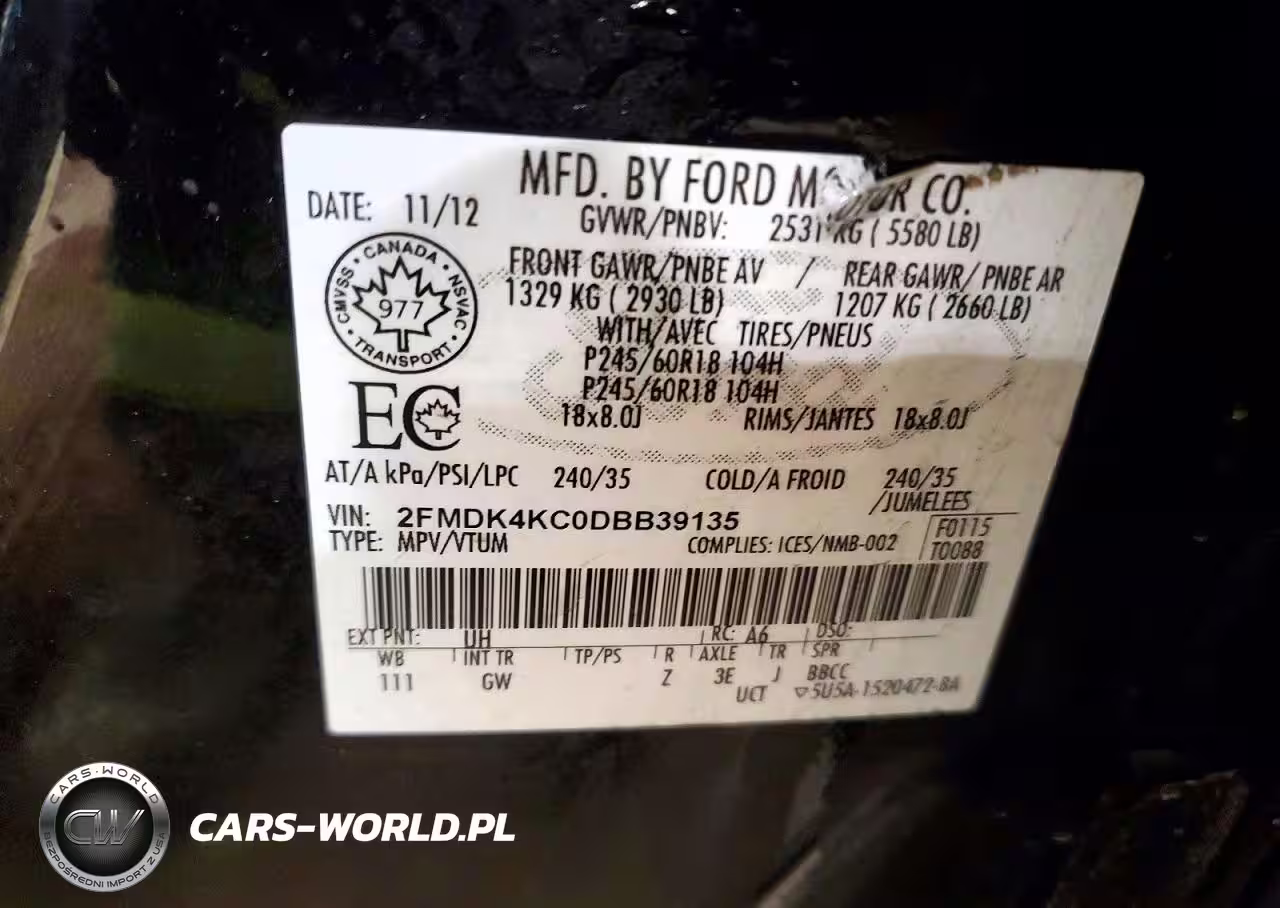 MFD. BY FORD MOTOR CO.
DATE: 11/12
GVWR/PNBV: 2531 KG ( 5580 LB)
FRONT GAWR/PNBE AV / REAR GAWR/ PNBE AR
1329 KG ( 2930 LB) 1207 KG ( 2660 LB)
WITH/AVEC TIRES/PNEUS
P245/60R18 104H
P245/60R18 104H
18x8.0J RIMS/JANTES 18x8.0J
CANADA
CMVSS NSVAC
977
TRANSPORT
EC
AT/A kPa/PSI/LPC 240/35 COLD/A FROID 240/35
/JUMELEES
VIN: 2FMDK4KC0DBB39135
F0115
TYPE: MPV/VTUM COMPLIES: ICES/NMB-002
T0088
EXT PNT: UH RC: A6 DSO:
WB INT TR TP/PS R AXLE TR SPR
111 GW Z 3E J BBCC
UCT ▽5U5A-1520472-BA
CARS-WORLD
CW
BEZPOŚREDNI IMPORT Z USA
CARS-WORLD.PL